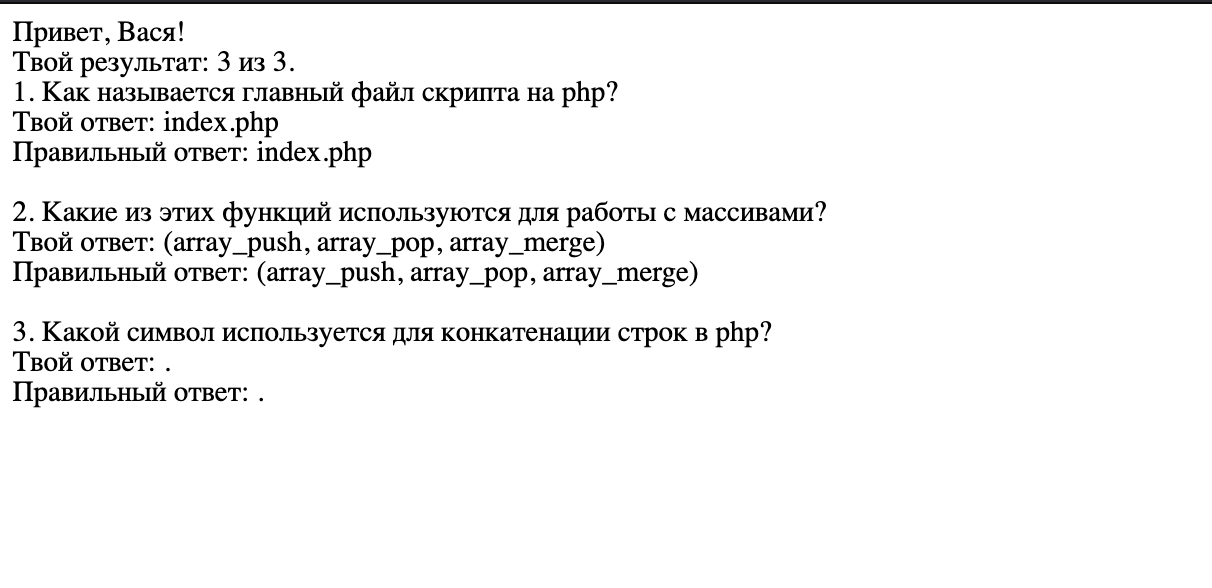 Привет, Вася!
Твой результат: 3 из 3.
1. Как называется главный файл скрипта на php?
Твой ответ: index.php
Правильный ответ: index.php
2. Какие из этих функций используются для работы с массивами?
Твой ответ: (array_push, array_pop, array_merge)
Правильный ответ: (array_push, array_pop, array_merge)
3. Какой символ используется для конкатенации строк в php?
Твой ответ: .
Правильный ответ: .